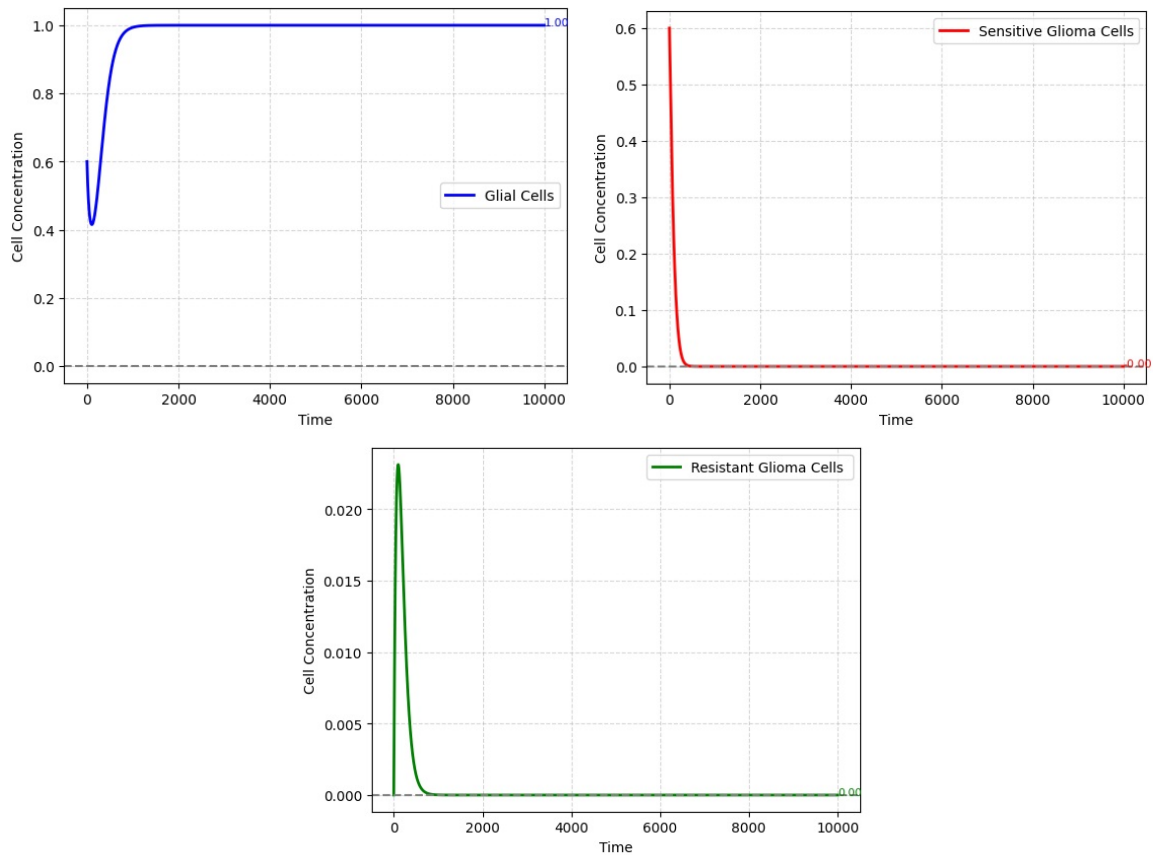 1.0
0.8
0.6
0.4
0.2
0.0
Cell Concentration
1.00
Glial Cells
0 2000 4000 6000 8000 10000
Time
0.6
0.5
0.4
0.3
0.2
0.1
0.0
Cell Concentration
Sensitive Glioma Cells
0.00
0 2000 4000 6000 8000 10000
Time
0.020
0.015
0.010
0.005
0.000
Cell Concentration
Resistant Glioma Cells
0.00
0 2000 4000 6000 8000 10000
Time